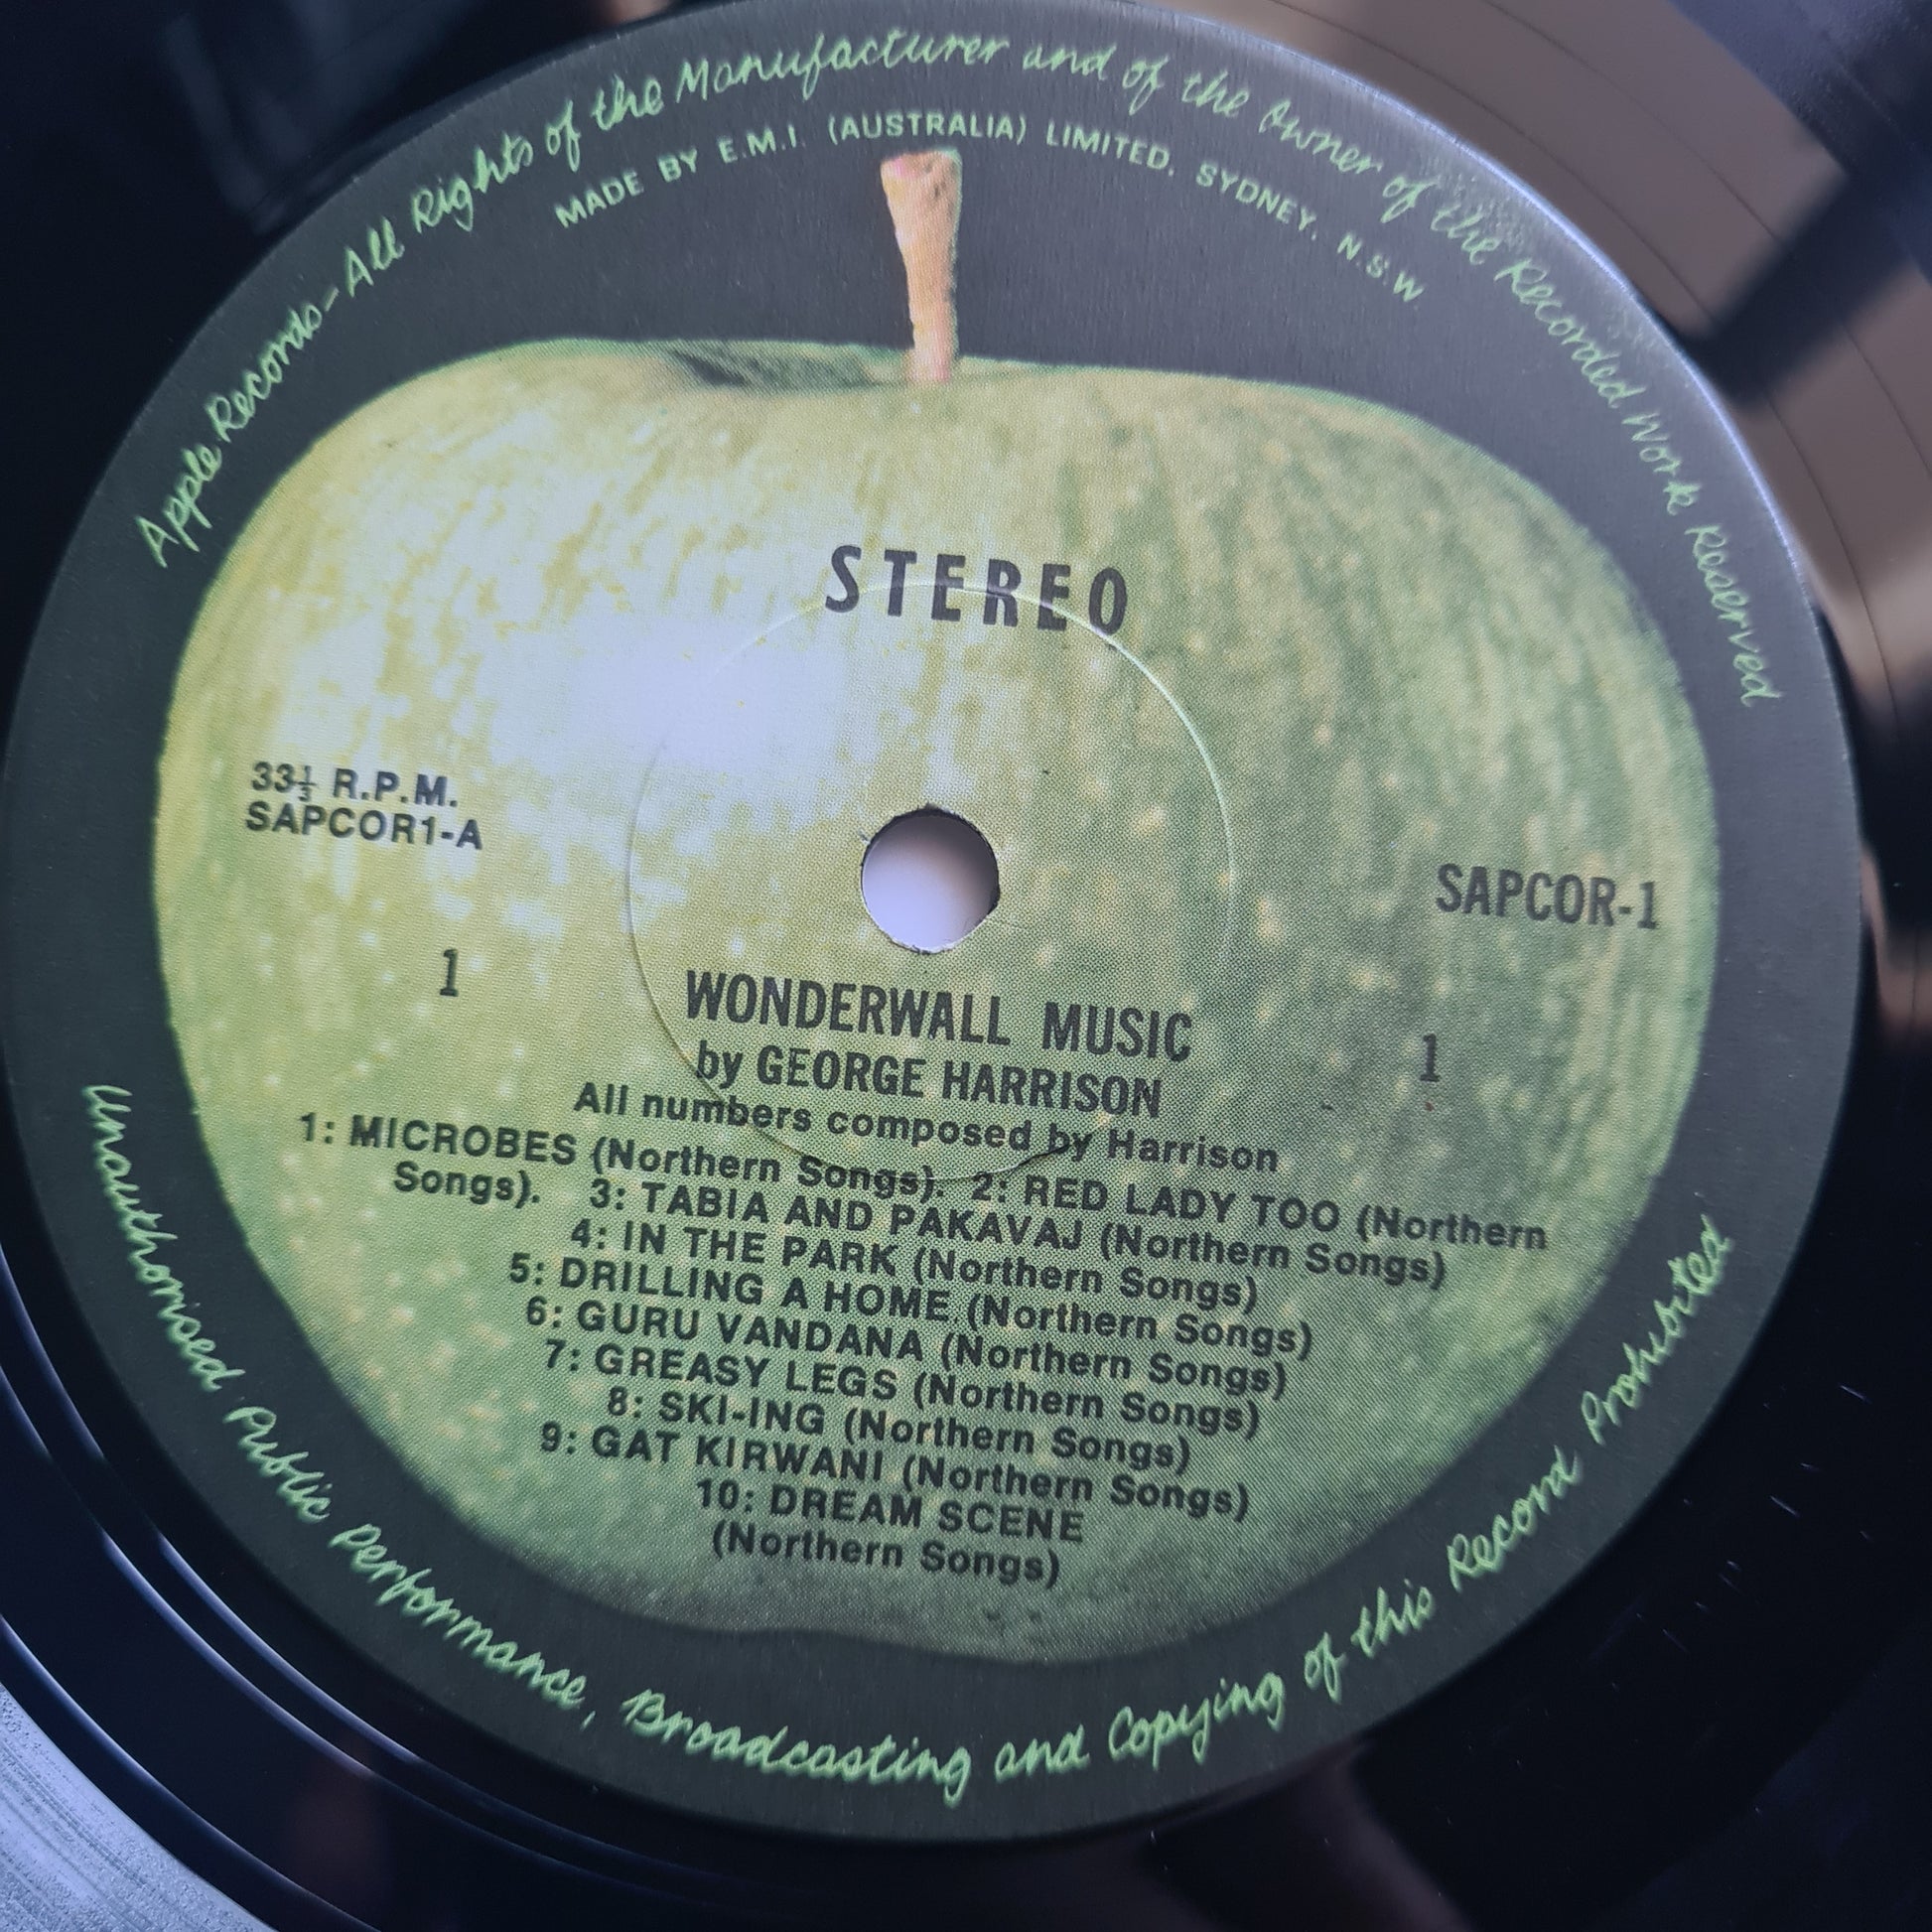 Apple Records-All Rights of the Manufacturer and of the Owner of the Recorded Work Reserved
MADE BY E.M.I. (AUSTRALIA) LIMITED, SYDNEY, N.S.W
STEREO
33⅓ R.P.M.
SAPCOR1-A
SAPCOR-1
1
1
WONDERWALL MUSIC
by GEORGE HARRISON
All numbers composed by Harrison
1: MICROBES (Northern Songs). 2: RED LADY TOO (Northern
Songs). 3: TABIA AND PAKAVAJ (Northern Songs)
4: IN THE PARK (Northern Songs)
5: DRILLING A HOME (Northern Songs)
6: GURU VANDANA (Northern Songs)
7: GREASY LEGS (Northern Songs)
8: SKI-ING (Northern Songs)
9: GAT KIRWANI (Northern Songs)
10: DREAM SCENE
(Northern Songs)
Unauthorised Public Performance, Broadcasting and Copying of this Record Prohibited